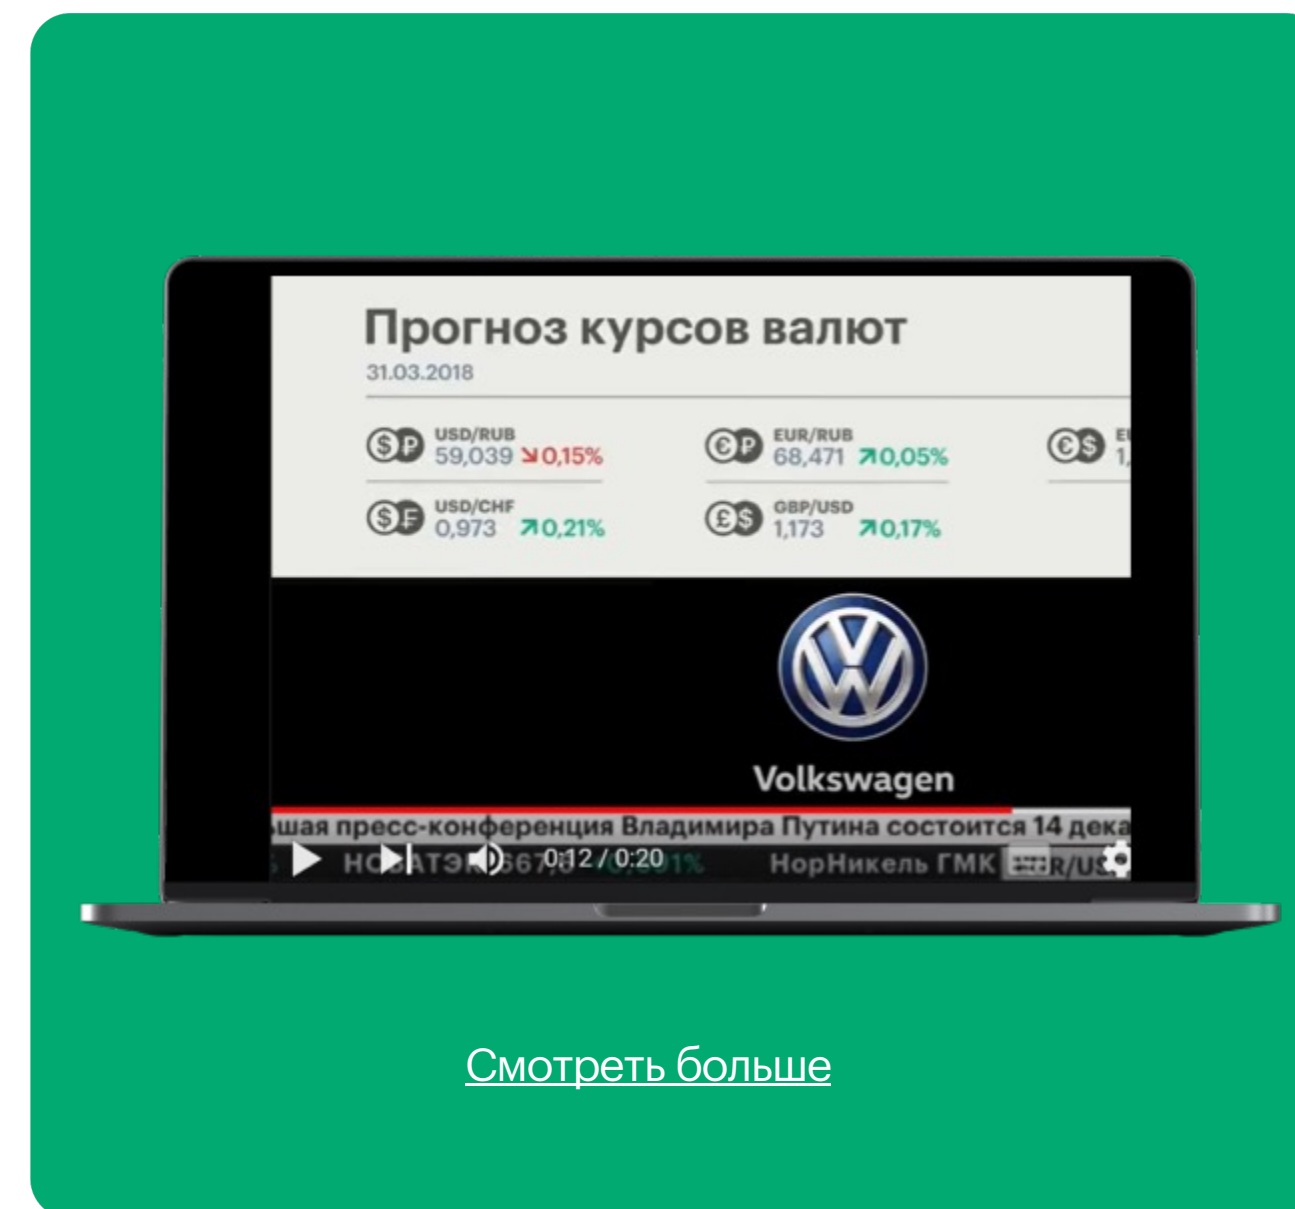 Прогноз курсов валют
31.03.2018
USD/RUB
59,039 0,15%
EUR/RUB
68,471 0,05%
USD/CHF
0,973 0,21%
GBP/USD
1,173 0,17%
Volkswagen
пресс-конференция Владимира Путина состоится 14
0:12 / 0:20
НорНикель ГМК
Смотреть больше